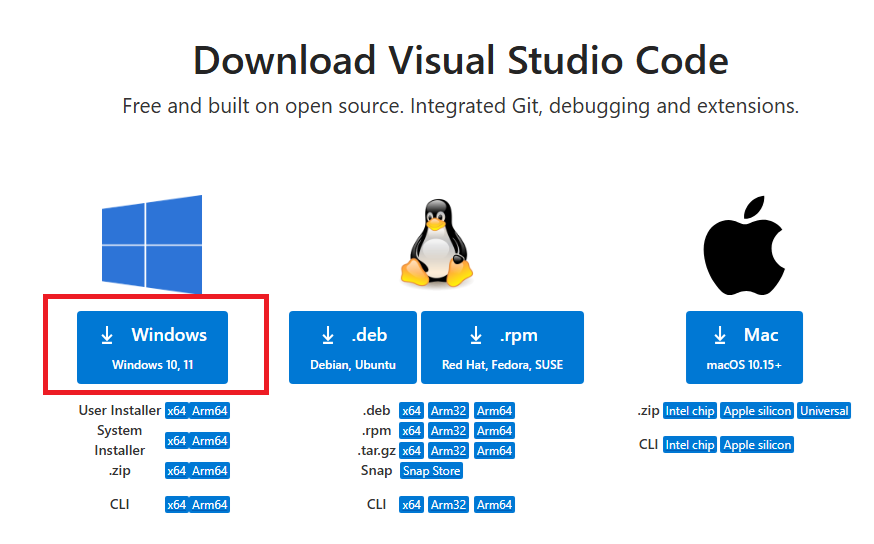 Download Visual Studio Code
Free and built on open source. Integrated Git, debugging and extensions.
Windows
Windows 10, 11
User Installer x64 Arm64
System
Installer x64 Arm64
.zip x64 Arm64
CLI x64 Arm64
.deb
Debian, Ubuntu
.rpm
Red Hat, Fedora, SUSE
.deb x64 Arm32 Arm64
.rpm x64 Arm32 Arm64
.tar.gz x64 Arm32 Arm64
Snap Snap Store
CLI x64 Arm32 Arm64
Mac
macOS 10.15+
.zip Intel chip Apple silicon Universal
CLI Intel chip Apple silicon